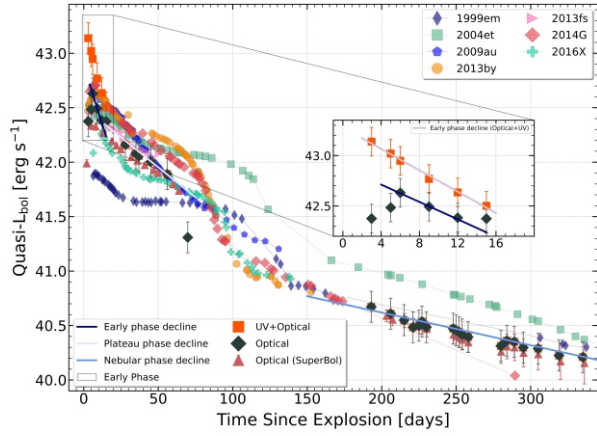 1999em
2004et
2009au
2013by
2013fs
2014G
2016X
43.0
42.5
42.0
41.5
41.0
40.5
40.0
Quasi-L_bol [erg s⁻¹]
Early phase decline (Optical+UV)
43.0
42.5
0 4 8 12 16
Early phase decline
Plateau phase decline
Nebular phase decline
Early Phase
UV+Optical
Optical
Optical (SuperBol)
0 50 100 150 200 250 300
Time Since Explosion [days]